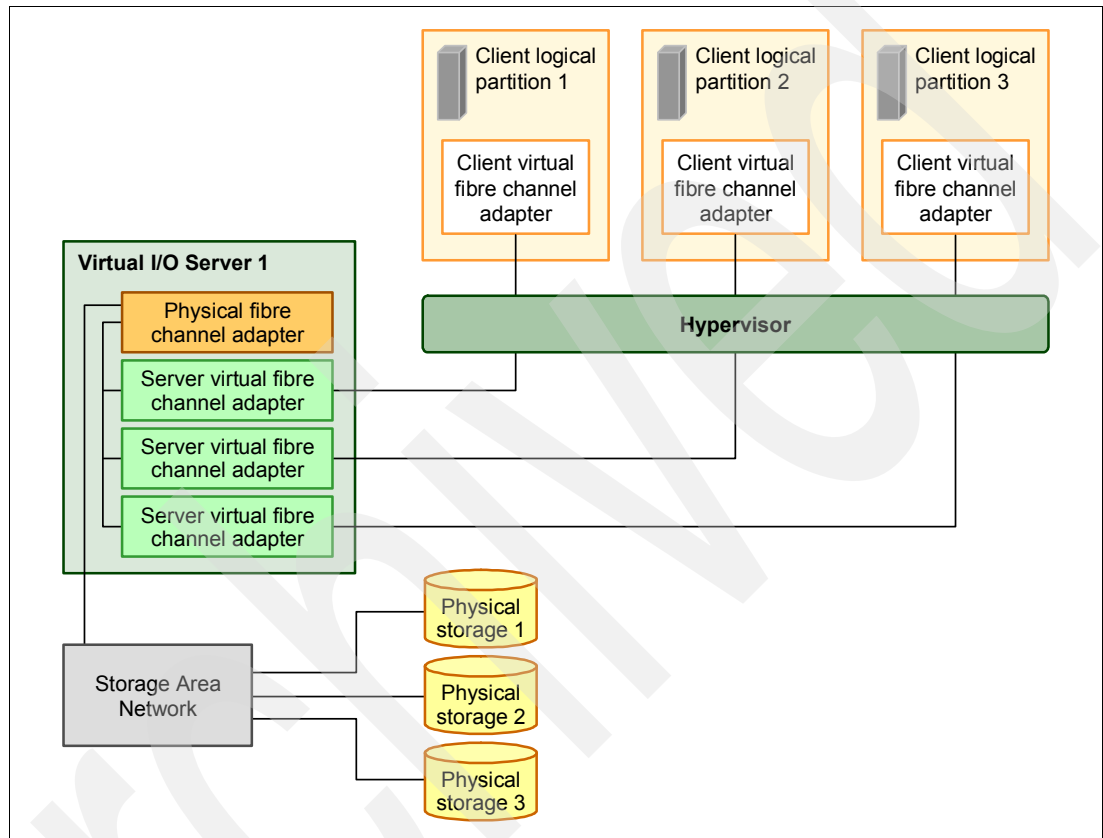 Client logical
partition 1
Client logical
partition 2
Client logical
partition 3
Client virtual
fibre channel
adapter
Client virtual
fibre channel
adapter
Client virtual
fibre channel
adapter
Virtual I/O Server 1
Physical fibre
channel adapter
Hypervisor
Server virtual fibre
channel adapter
Server virtual fibre
channel adapter
Server virtual fibre
channel adapter
Physical
storage 1
Storage Area
Network
Physical
storage 2
Physical
storage 3